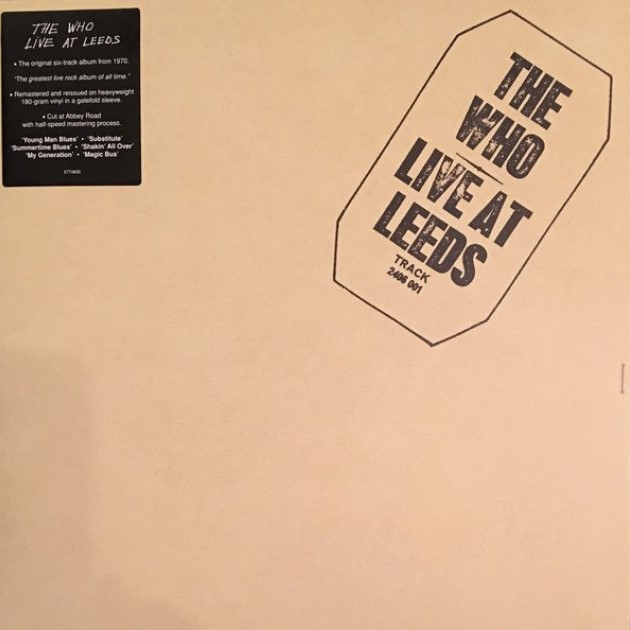 THE WHO
LIVE AT LEEDS
• The original six-track album from 1970.
"The greatest live rock album of all time."
• Remastered and reissued on heavyweight
180-gram vinyl in a gatefold sleeve.
• Cut at Abbey Road
with half-speed mastering process.
'Young Man Blues' • 'Substitute'
'Summertime Blues' • 'Shakin' All Over'
'My Generation' • 'Magic Bus'
THE
WHO
LIVE AT
LEEDS
TRACK
2406 001